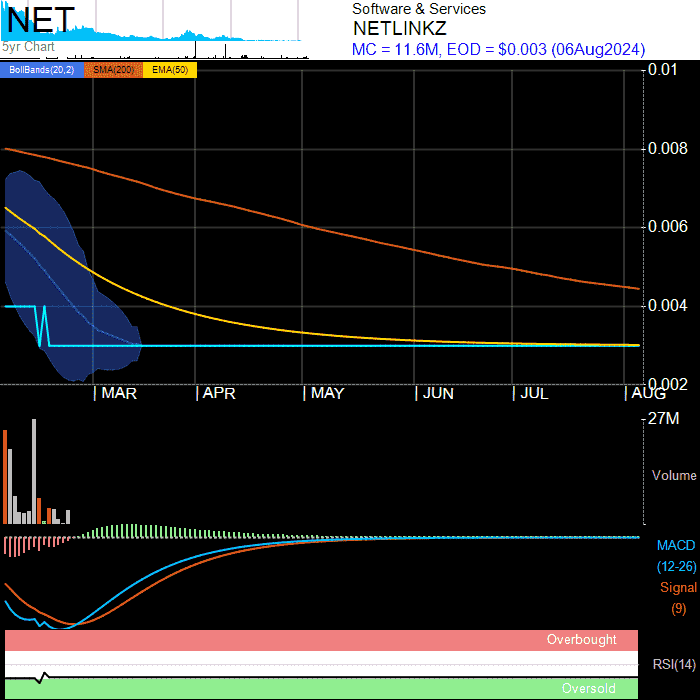 NET
5yr Chart
Software & Services
NETLINKZ
MC = 11.6M, EOD = $0.003 (06Aug2024)
BollBands(20,2) SMA(200) EMA(50)
0.01
0.008
0.006
0.004
0.002
| MAR | APR | MAY | JUN | JUL | AUG
27M
Volume
MACD
(12-26)
Signal
(9)
Overbought
RSI(14)
Oversold